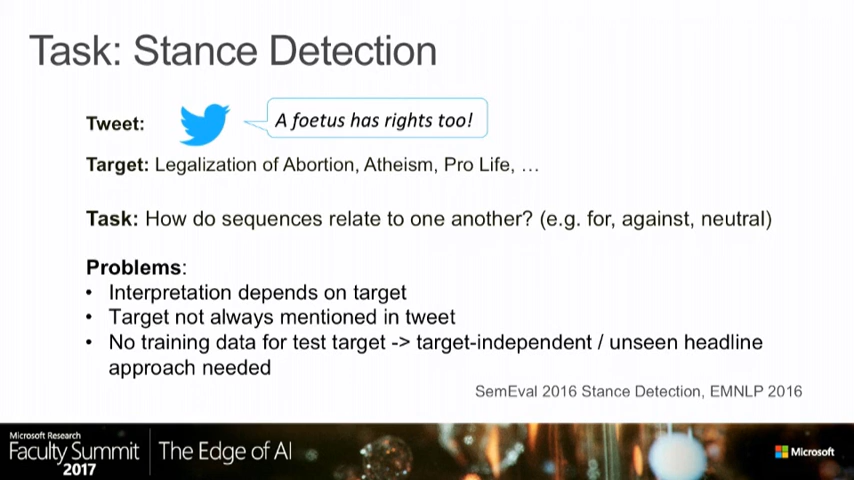 Task: Stance Detection
Tweet:
A foetus has rights too!
Target: Legalization of Abortion, Atheism, Pro Life, …
Task: How do sequences relate to one another? (e.g. for, against, neutral)
Problems:
• Interpretation depends on target
• Target not always mentioned in tweet
• No training data for test target -> target-independent / unseen headline
approach needed
SemEval 2016 Stance Detection, EMNLP 2016
Microsoft Research
Faculty Summit
2017
The Edge of AI
Microsoft